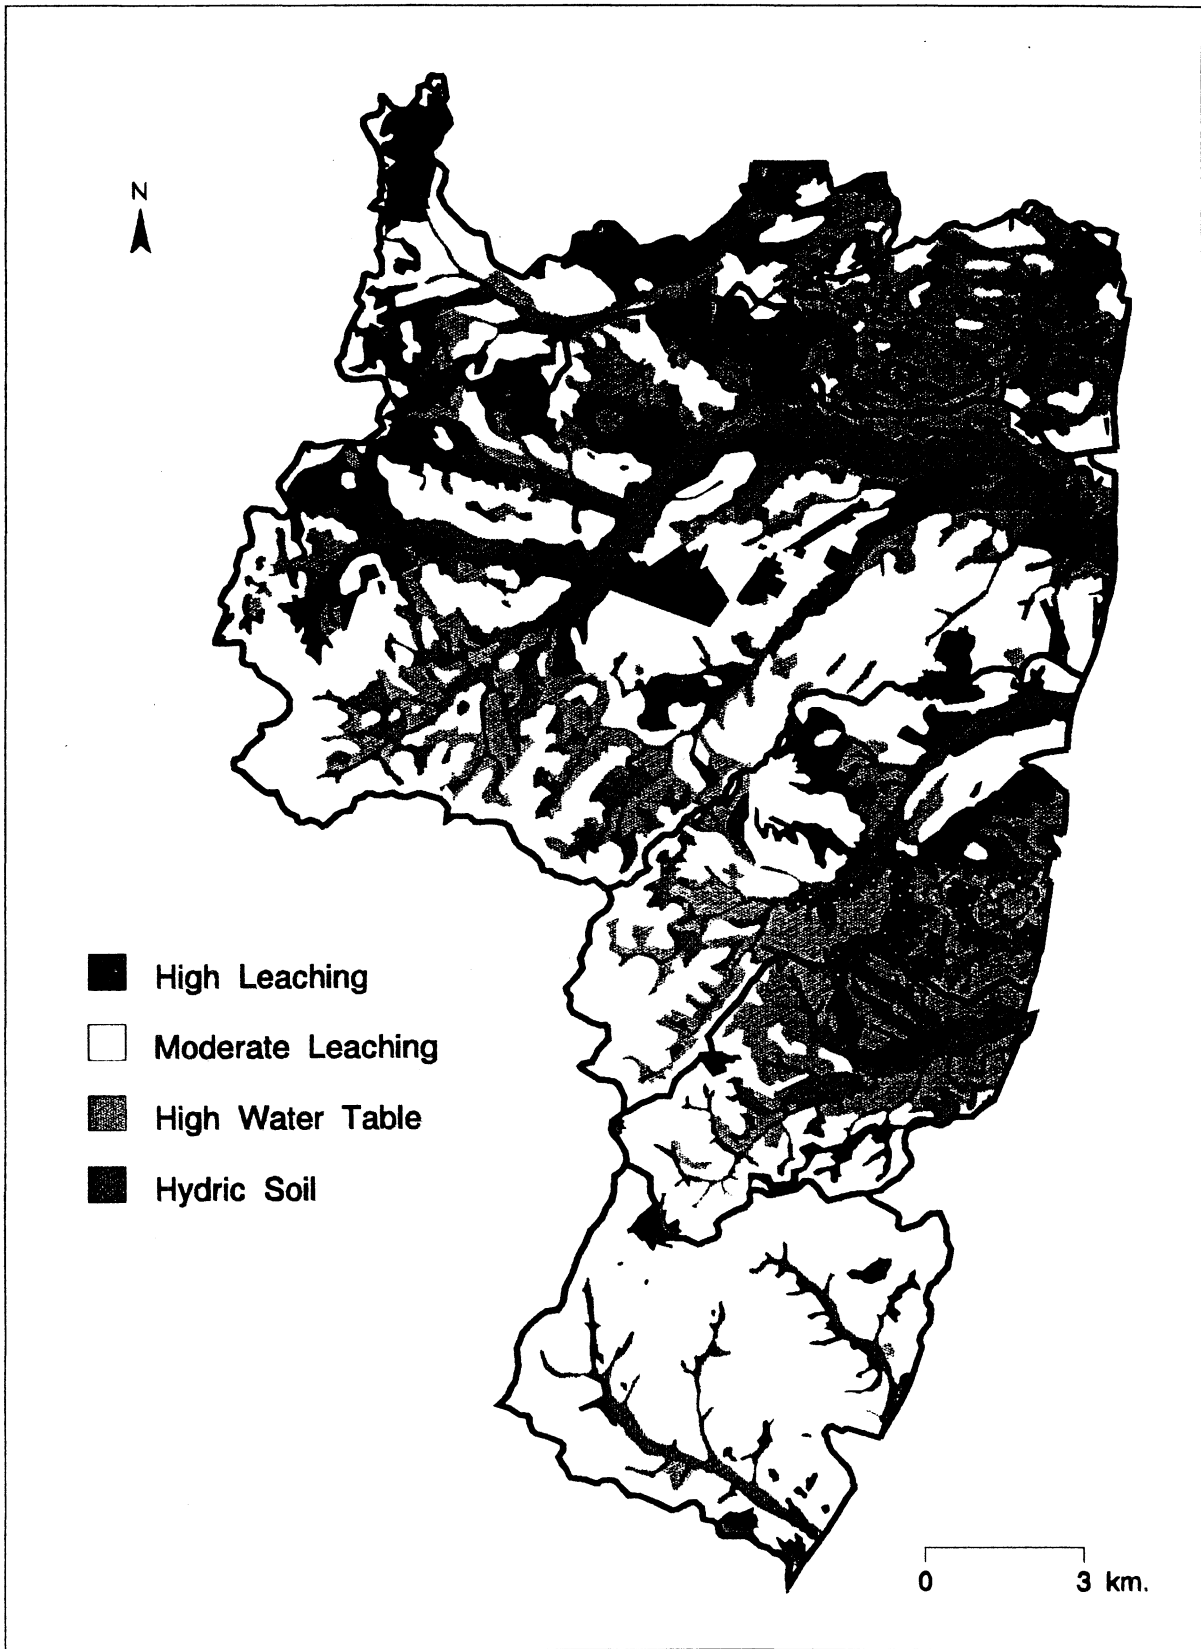 N
High Leaching
Moderate Leaching
High Water Table
Hydric Soil
0 3 km.